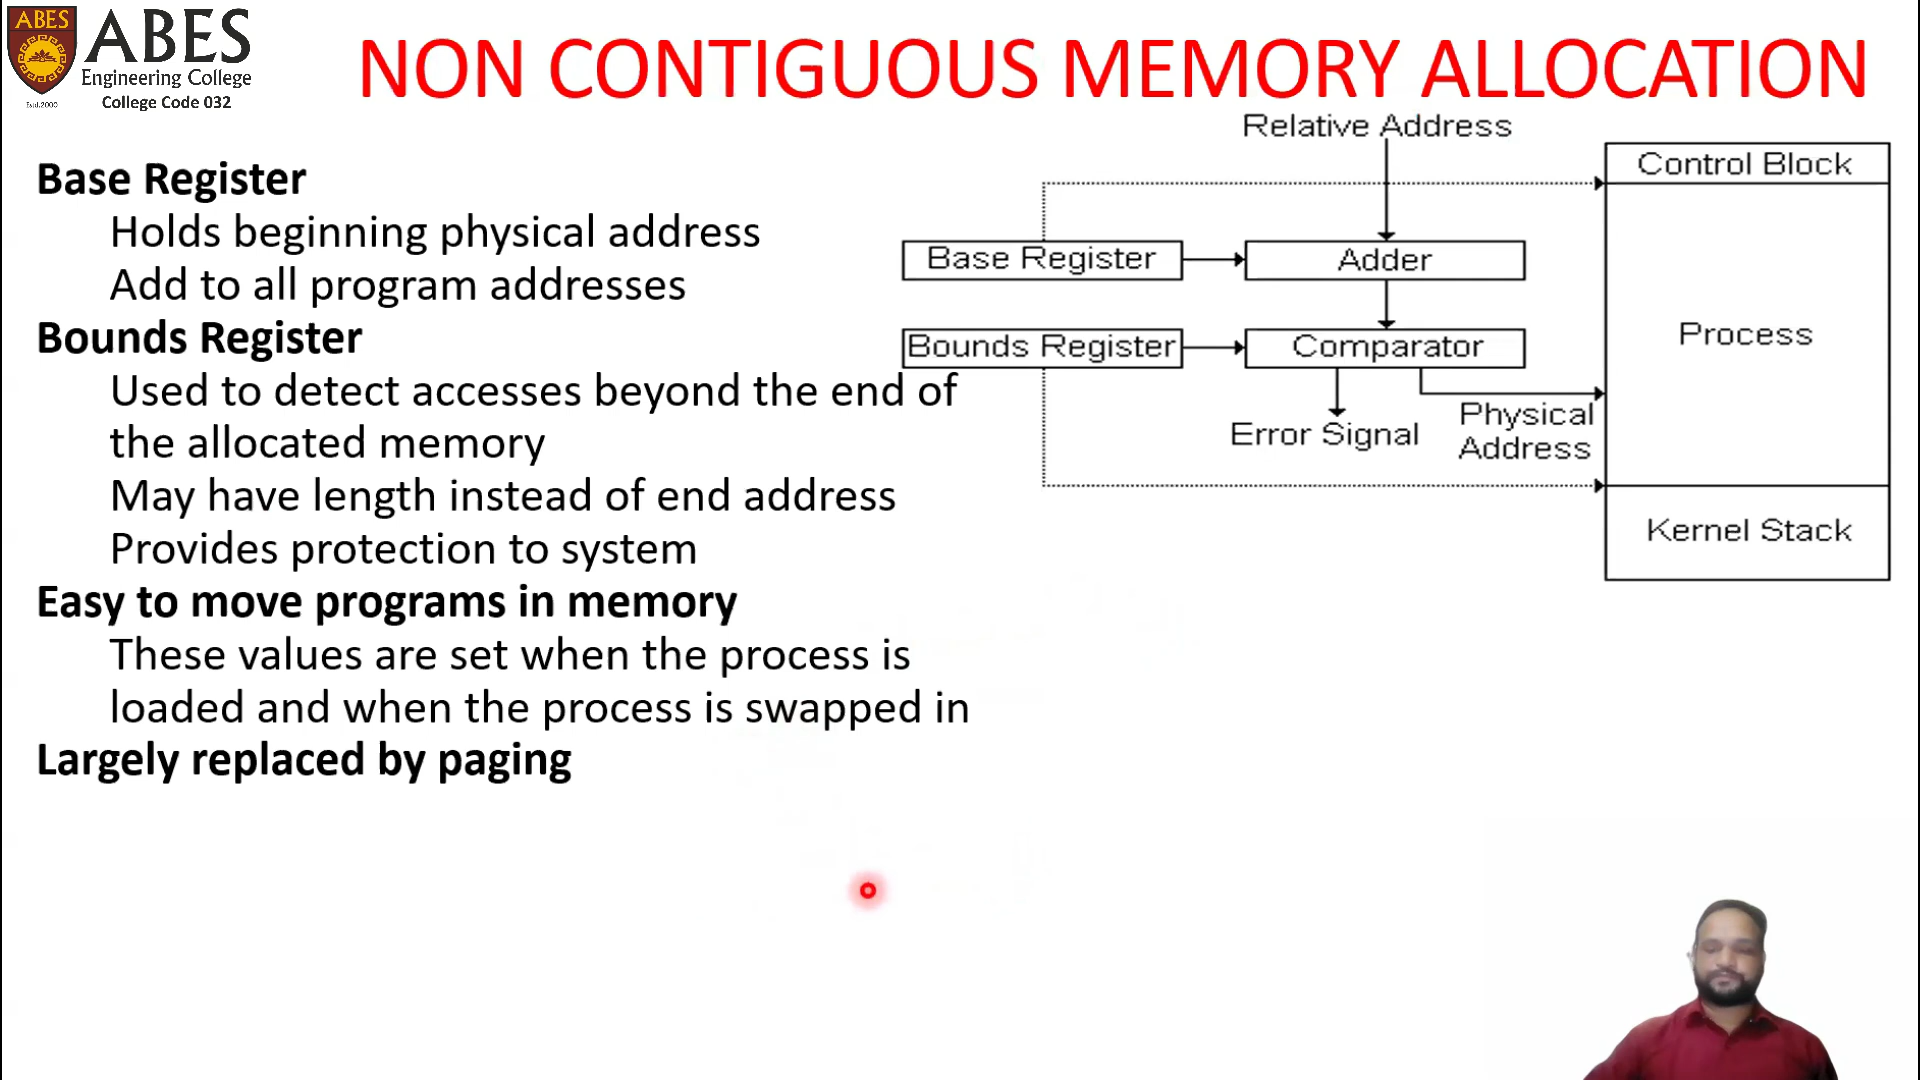 ABES
ABES
Engineering College
College Code 032
Estd.2000
NON CONTIGUOUS MEMORY ALLOCATION
Base Register
Holds beginning physical address
Add to all program addresses
Bounds Register
Used to detect accesses beyond the end of
the allocated memory
May have length instead of end address
Provides protection to system
Easy to move programs in memory
These values are set when the process is
loaded and when the process is swapped in
Largely replaced by paging
Relative Address
Control Block
Base Register
Adder
Process
Bounds Register
Comparator
Error Signal
Physical
Address
Kernel Stack